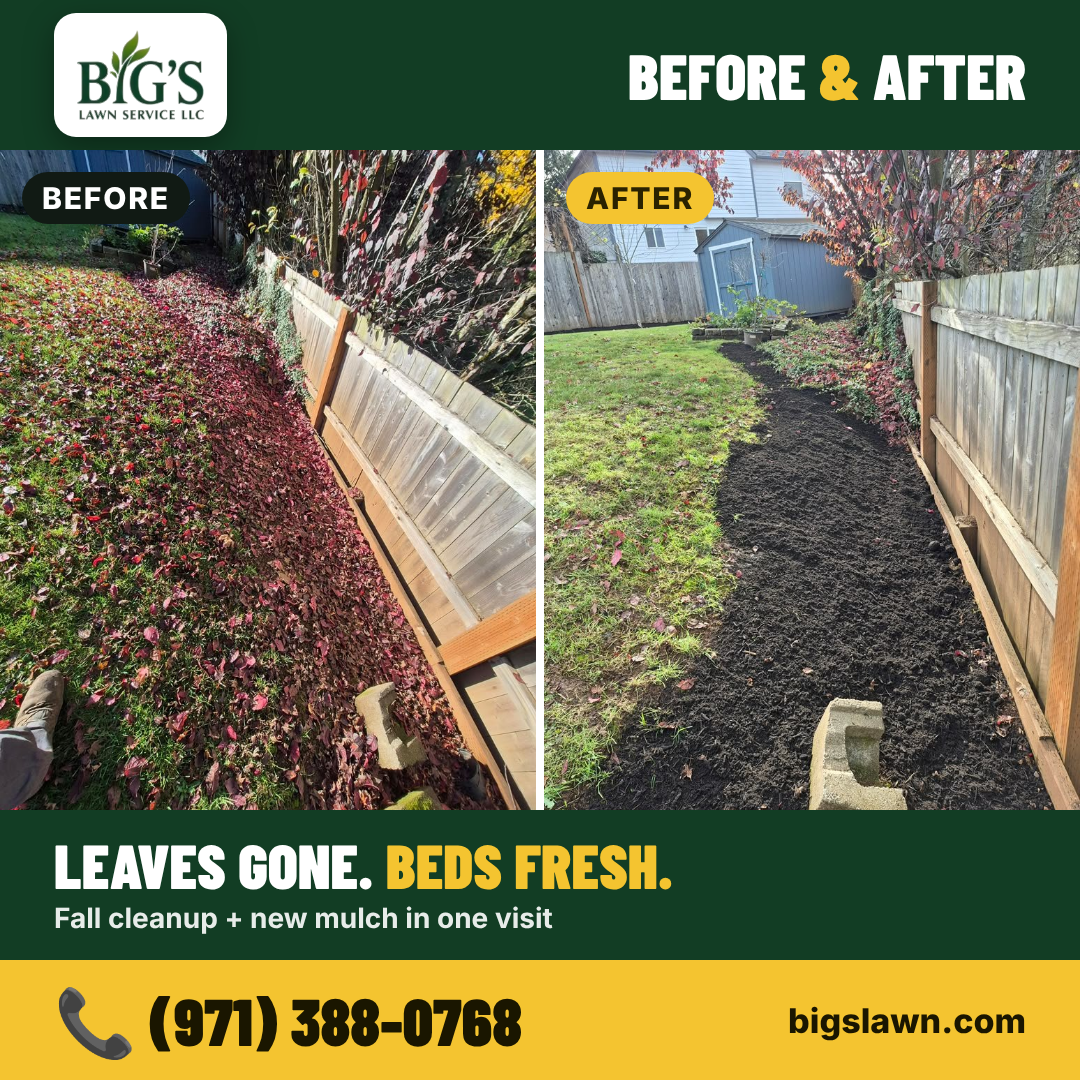 BIG'S
LAWN SERVICE LLC
BEFORE & AFTER
BEFORE
AFTER
LEAVES GONE. BEDS FRESH.
Fall cleanup + new mulch in one visit
(971) 388-0768
bigslawn.com